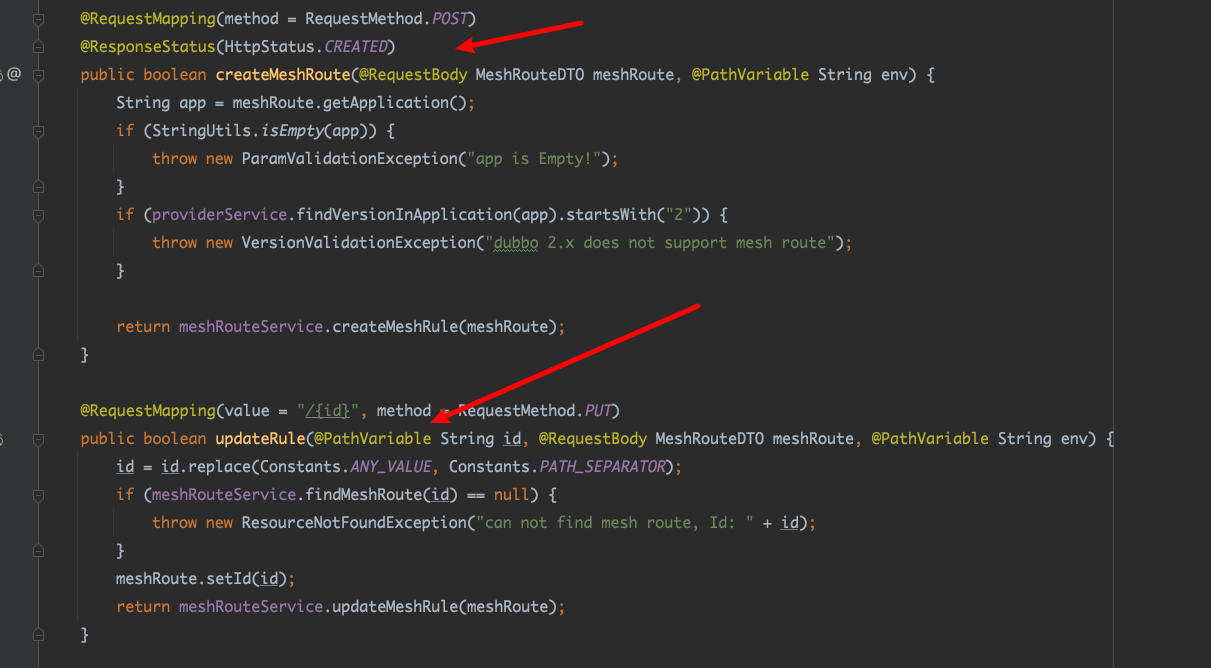 @RequestMapping(method = RequestMethod.POST)
@ResponseStatus(HttpStatus.CREATED)
@ public boolean createMeshRoute(@RequestBody MeshRouteDTO meshRoute, @PathVariable String env) {
String app = meshRoute.getApplication();
if (StringUtils.isEmpty(app)) {
throw new ParamValidationException("app is Empty!");
}
if (providerService.findVersionInApplication(app).startsWith("2")) {
throw new VersionValidationException("dubbo 2.x does not support mesh route");
}
return meshRouteService.createMeshRule(meshRoute);
}
@RequestMapping(value = "/{id}", method = RequestMethod.PUT)
public boolean updateRule(@PathVariable String id, @RequestBody MeshRouteDTO meshRoute, @PathVariable String env) {
id = id.replace(Constants.ANY_VALUE, Constants.PATH_SEPARATOR);
if (meshRouteService.findMeshRoute(id) == null) {
throw new ResourceNotFoundException("can not find mesh route, Id: " + id);
}
meshRoute.setId(id);
return meshRouteService.updateMeshRule(meshRoute);
}